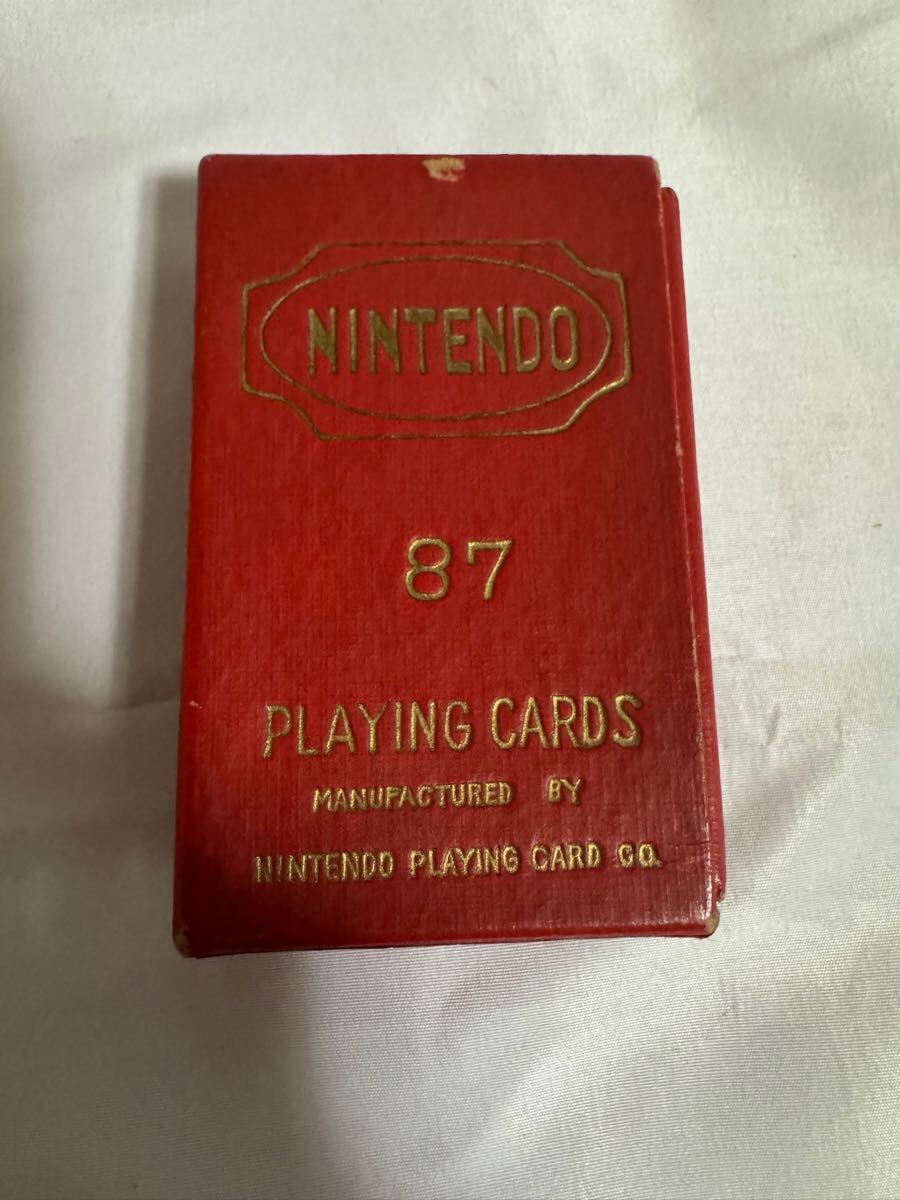 NINTENDO
87
PLAYING CARDS
MANUFACTURED BY
NINTENDO PLAYING CARD CO.